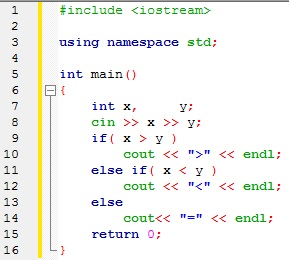 1 #include <iostream>
2
3 using namespace std;
4
5 int main()
6 {
7 int x, y;
8 cin >> x >> y;
9 if( x > y )
10 cout << ">" << endl;
11 else if( x < y )
12 cout << "<" << endl;
13 else
14 cout<< "=" << endl;
15 return 0;
16 }